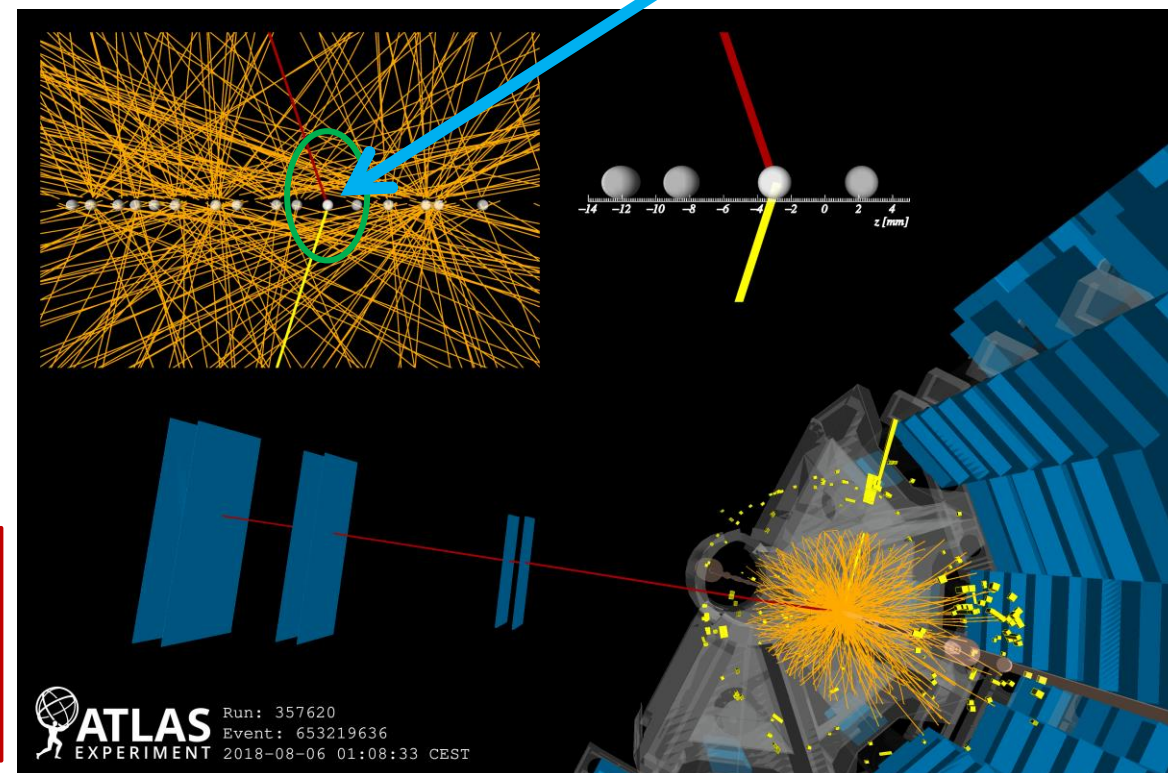 -14 -12 -10 -8 -6 -4 -2 0 2 4
z [mm]
ATLAS
EXPERIMENT
Run: 357620
Event: 653219636
2018-08-06 01:08:33 CEST